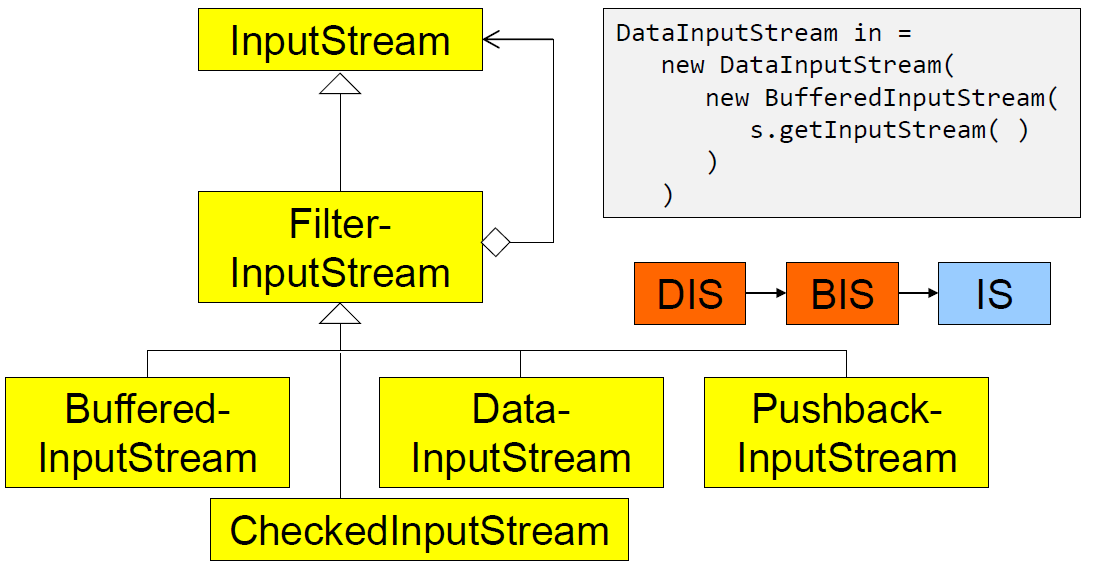 InputStream
Filter-
InputStream
Buffered-
InputStream
Data-
InputStream
Pushback-
InputStream
CheckedInputStream
DataInputStream in =
new DataInputStream(
new BufferedInputStream(
s.getInputStream( )
)
)
DIS
BIS
IS